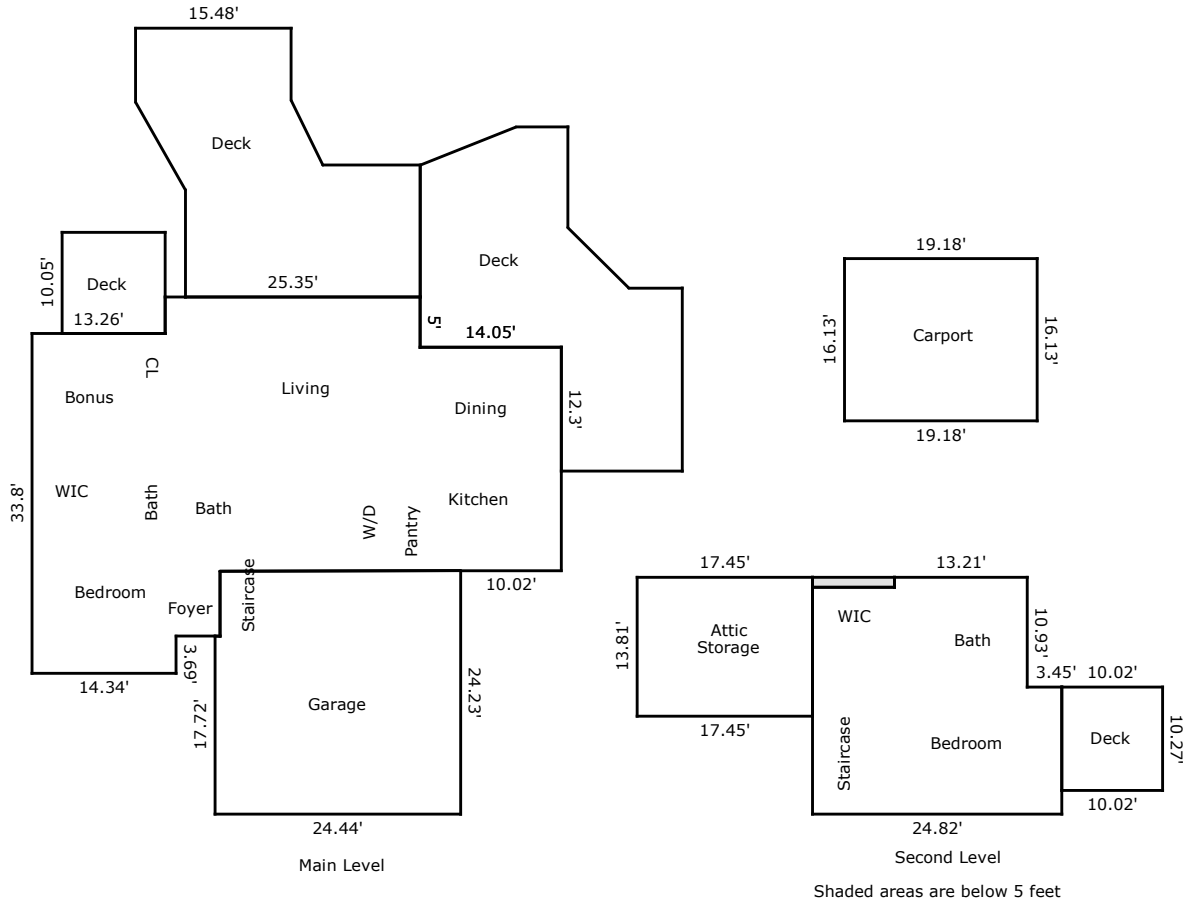 15.48'
Deck
Deck
25.35'
10.05'
Deck
13.26'
5'
14.05'
12.3'
CL
Living
Bonus
Dining
33.8'
WIC
Bath
Bath
W/D
Pantry
Kitchen
10.02'
Bedroom
Foyer
Staircase
14.34'
3.69'
17.72'
Garage
24.23'
24.44'
Main Level
19.18'
16.13'
Carport
16.13'
19.18'
17.45'
13.21'
13.81'
Attic
Storage
WIC
Bath
10.93'
3.45'
10.02'
17.45'
Staircase
Bedroom
Deck
10.27'
10.02'
24.82'
Second Level
Shaded areas are below 5 feet